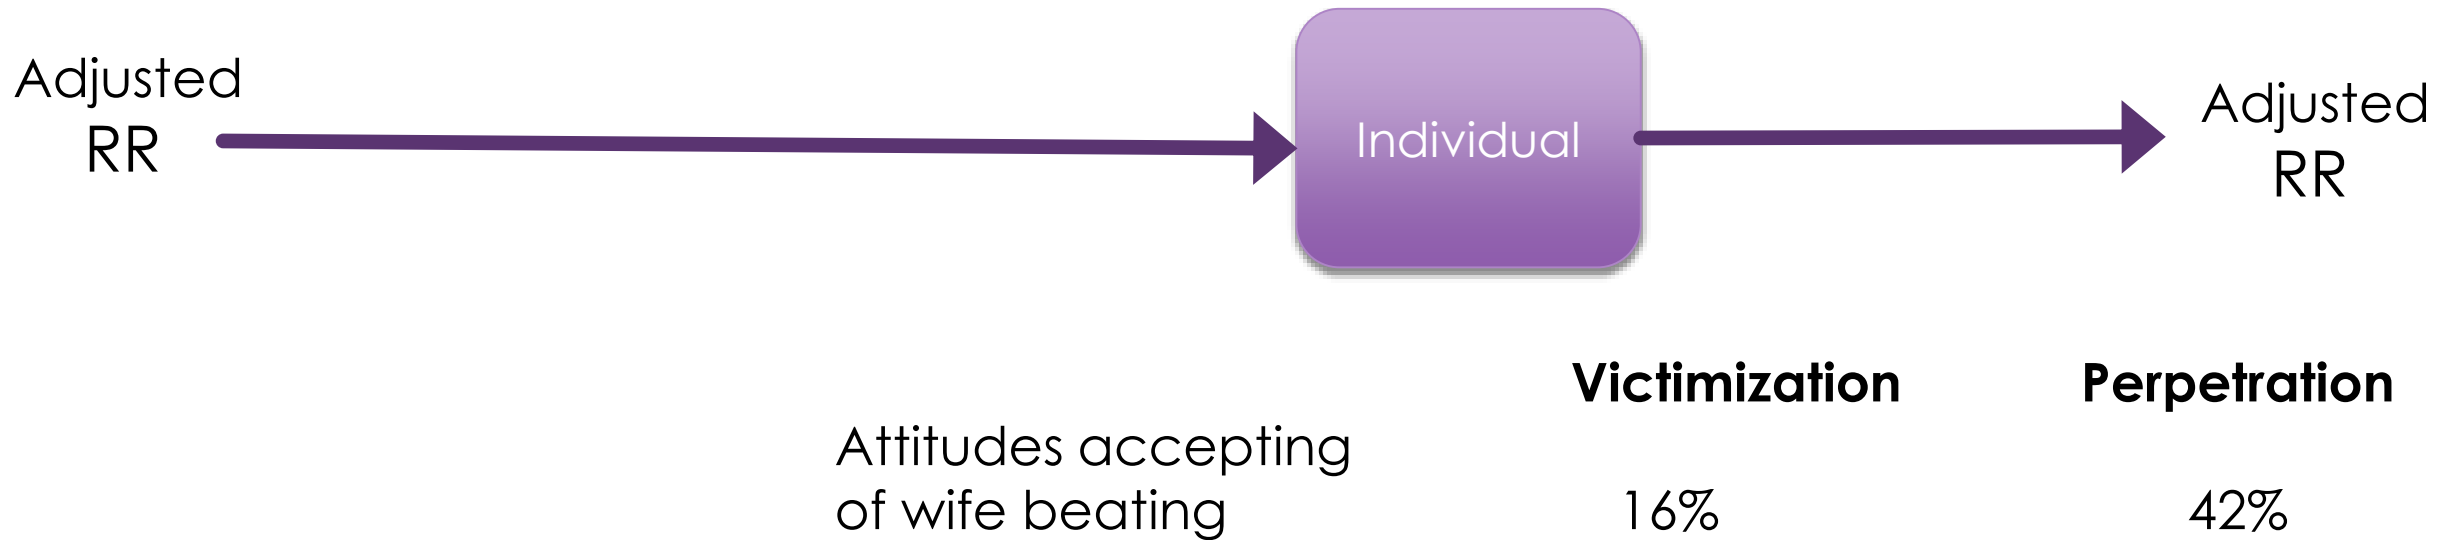 Adjusted
RR
Individual
Adjusted
RR
Victimization Perpetration
Attitudes accepting
of wife beating 16% 42%